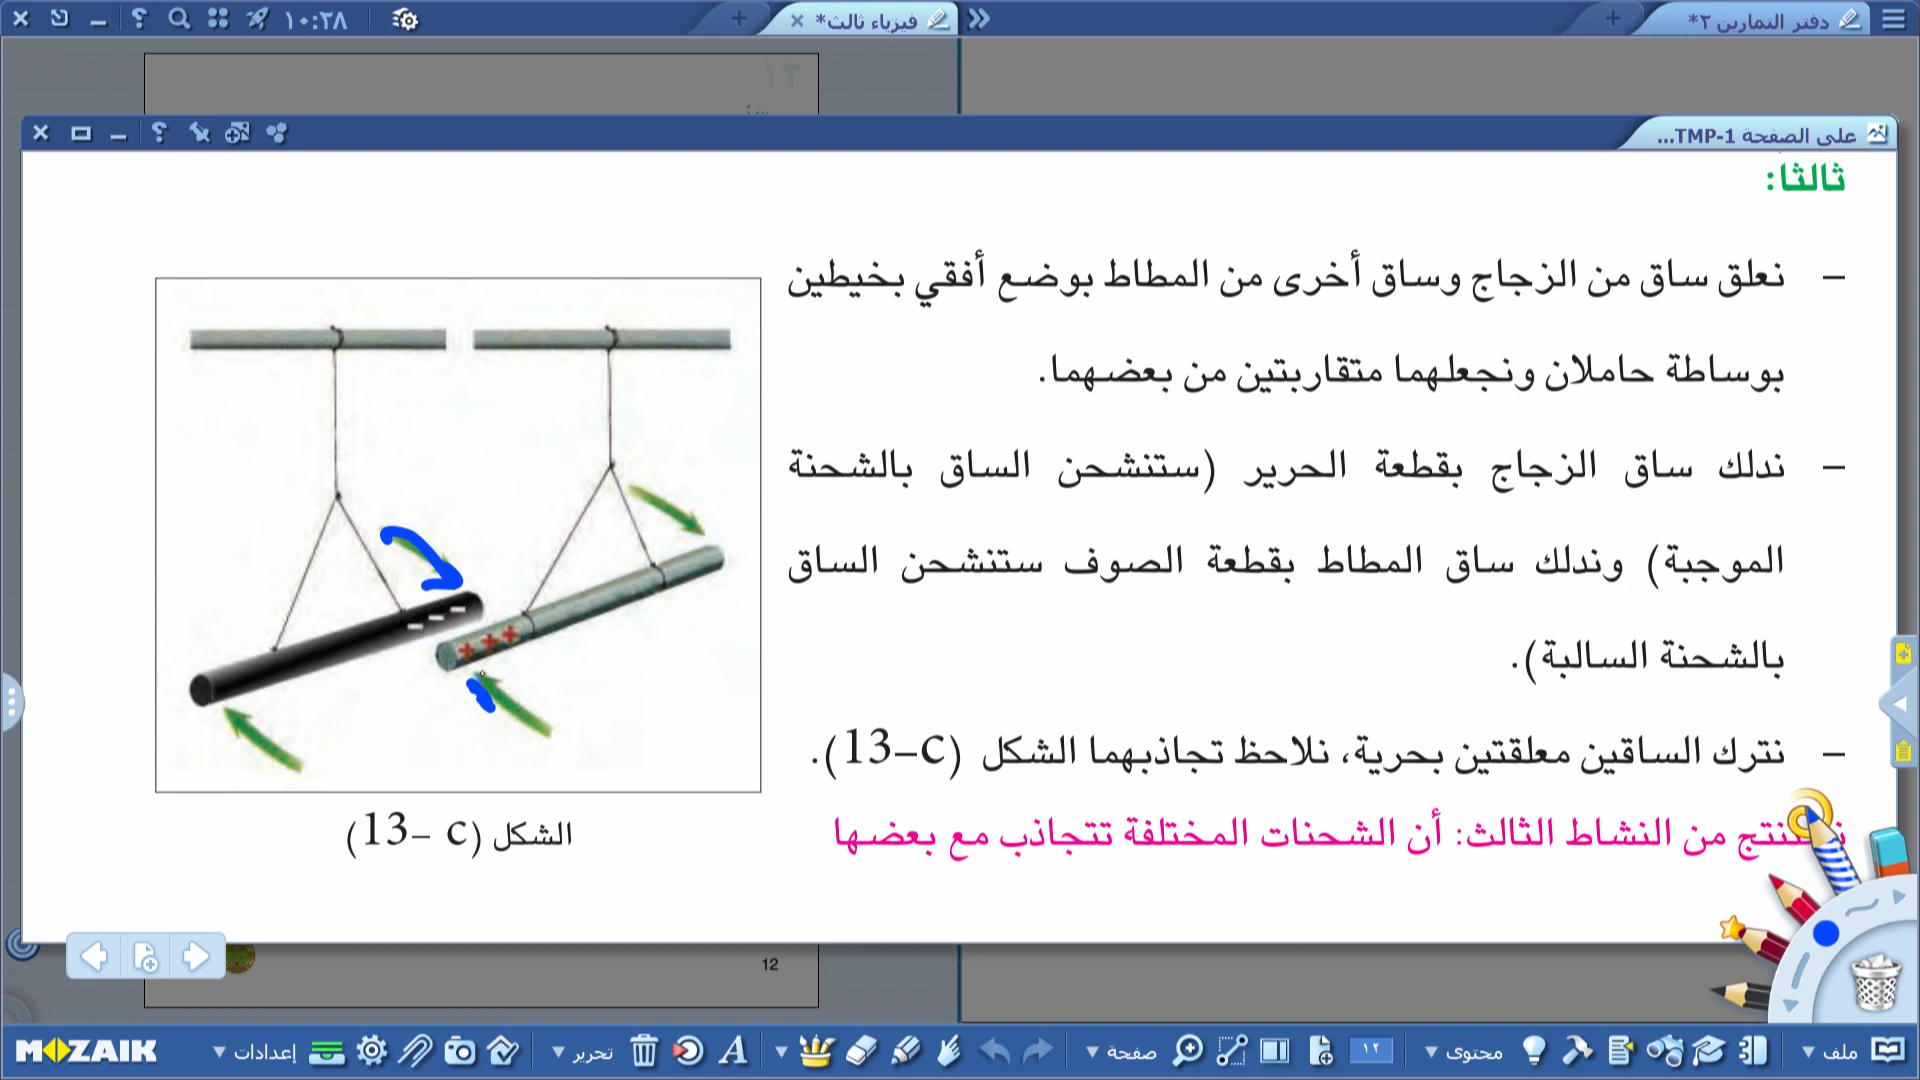 ١٠:٢٨
فيزياء ثالث*
دفتر التمارين ٢*
١٢
على الصفحة TMP-1...
ثالثا:
– نعلق ساق من الزجاج وساق أخرى من المطاط بوضع أفقي بخيطين
بوساطة حاملان ونجعلهما متقاربتين من بعضهما.
– ندلك ساق الزجاج بقطعة الحرير (ستنشحن الساق بالشحنة
الموجبة) وندلك ساق المطاط بقطعة الصوف ستنشحن الساق
بالشحنة السالبة).
– نترك الساقين معلقتين بحرية، نلاحظ تجاذبهما الشكل (13–c).
من النشاط الثالث: أن الشحنات المختلفة تتجاذب مع بعضها
الشكل (13– c)
12
MOZAIK
إعدادات
تحرير
صفحة
١٢
محتوى
ملف